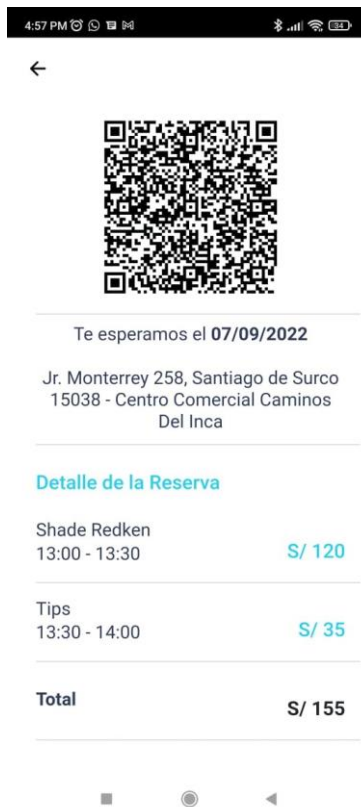 4:57 PM
34
Te esperamos el 07/09/2022
Jr. Monterrey 258, Santiago de Surco
15038 - Centro Comercial Caminos
Del Inca
Detalle de la Reserva
Shade Redken
13:00 - 13:30
S/ 120
Tips
13:30 - 14:00
S/ 35
Total
S/ 155